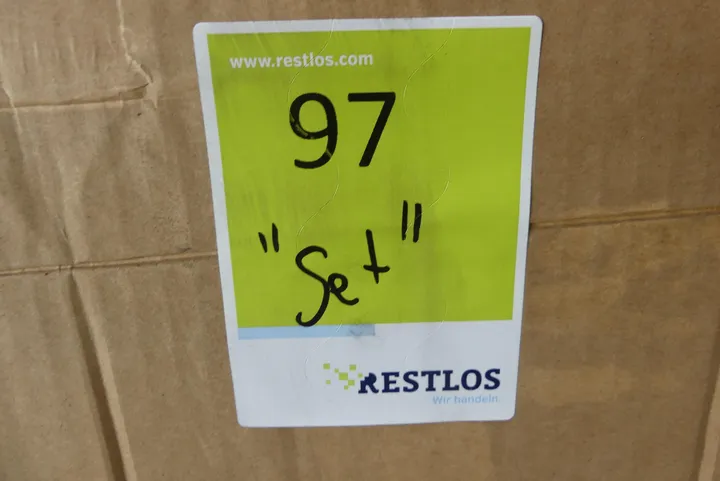 www.restlos.com
97
"Set"
RESTLOS
Wir handeln.